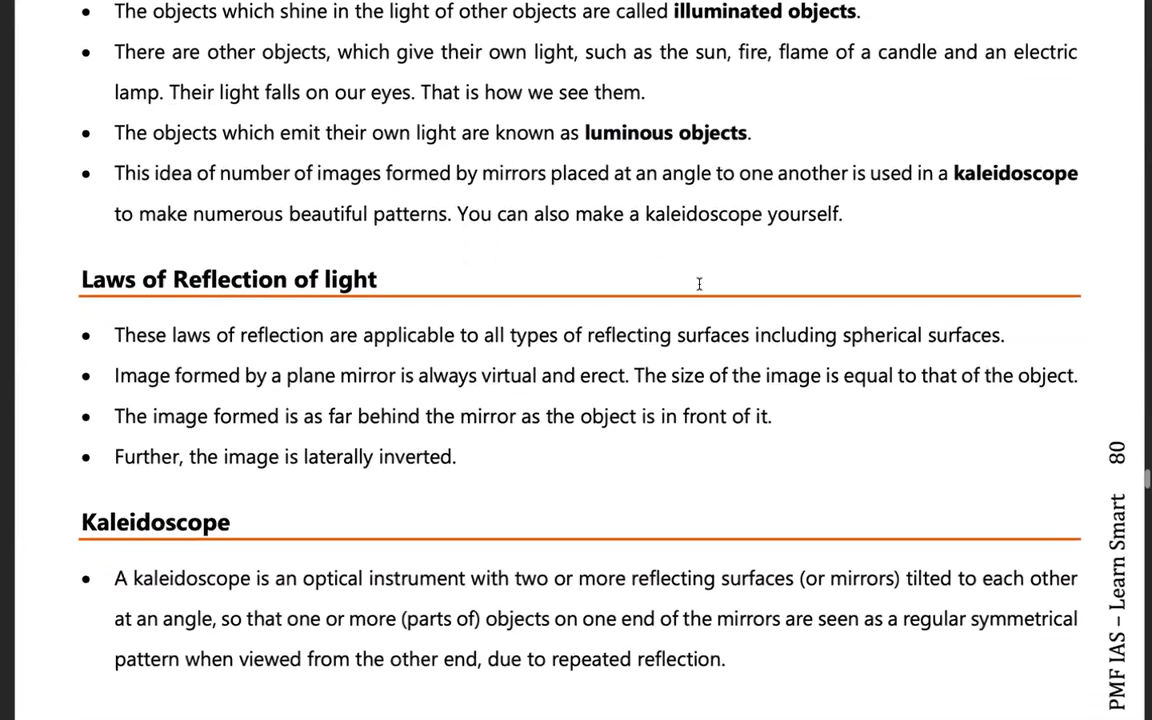 • The objects which shine in the light of other objects are called illuminated objects.
• There are other objects, which give their own light, such as the sun, fire, flame of a candle and an electric
lamp. Their light falls on our eyes. That is how we see them.
• The objects which emit their own light are known as luminous objects.
• This idea of number of images formed by mirrors placed at an angle to one another is used in a kaleidoscope
to make numerous beautiful patterns. You can also make a kaleidoscope yourself.
Laws of Reflection of light
• These laws of reflection are applicable to all types of reflecting surfaces including spherical surfaces.
• Image formed by a plane mirror is always virtual and erect. The size of the image is equal to that of the object.
• The image formed is as far behind the mirror as the object is in front of it.
• Further, the image is laterally inverted.
Kaleidoscope
• A kaleidoscope is an optical instrument with two or more reflecting surfaces (or mirrors) tilted to each other
at an angle, so that one or more (parts of) objects on one end of the mirrors are seen as a regular symmetrical
pattern when viewed from the other end, due to repeated reflection.
PMF IAS – Learn Smart 80